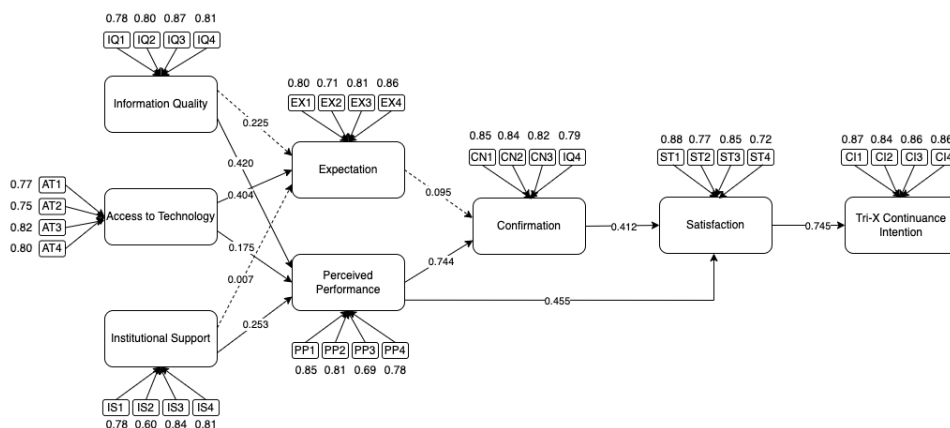 0.78 0.80 0.87 0.81
IQ1 IQ2 IQ3 IQ4
Information Quality
0.225
0.420
0.80 0.71 0.81 0.86
EX1 EX2 EX3 EX4
Expectation
0.77 AT1
0.75 AT2
0.82 AT3
0.80 AT4
Access to Technology
0.404
0.175
0.007
0.253
0.095
0.85 0.84 0.82 0.79
CN1 CN2 CN3 IQ4
Confirmation
0.412
0.88 0.77 0.85 0.72
ST1 ST2 ST3 ST4
Satisfaction
0.745
0.87 0.84 0.86 0.86
CI1 CI2 CI3 CI4
Tri-X Continuance
Intention
Perceived
Performance
0.744
0.455
PP1 PP2 PP3 PP4
0.85 0.81 0.69 0.78
Institutional Support
IS1 IS2 IS3 IS4
0.78 0.60 0.84 0.81